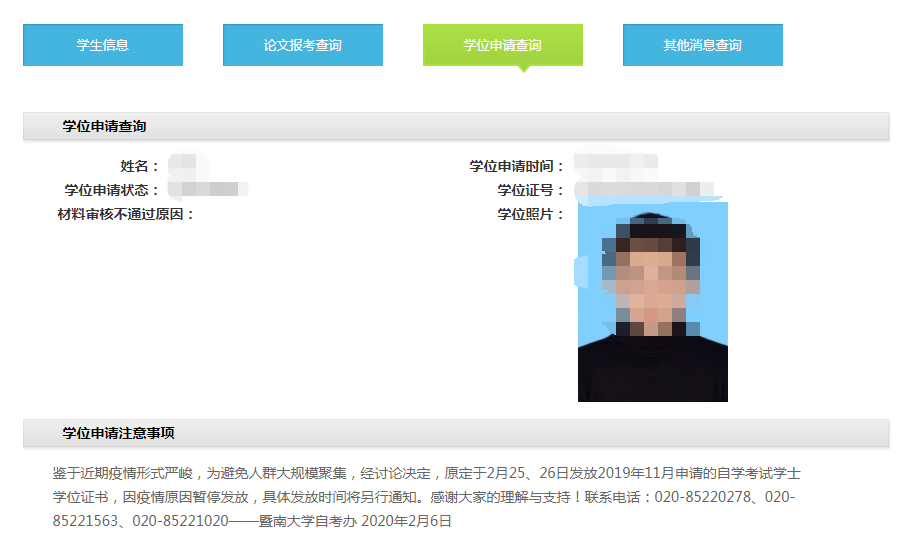 学生信息 论文报考查询 学位申请查询 其他消息查询
学位申请查询
姓名： 学位申请时间：
学位申请状态： 学位证号：
材料审核不通过原因： 学位照片：
学位申请注意事项
鉴于近期疫情形式严峻，为避免人群大规模聚集，经讨论决定，原定于2月25、26日发放2019年11月申请的自学考试学士
学位证书，因疫情原因暂停发放，具体发放时间将另行通知。感谢大家的理解与支持！联系电话：020-85220278、020-
85221563、020-85221020——暨南大学自考办 2020年2月6日